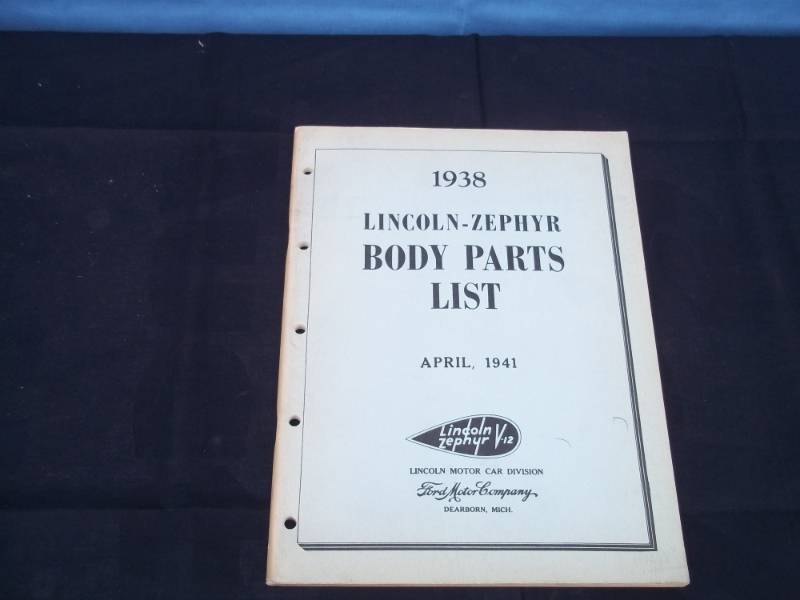 1938
LINCOLN-ZEPHYR
BODY PARTS
LIST
APRIL, 1941
Lincoln
Zephyr V-12
LINCOLN MOTOR CAR DIVISION
Ford Motor Company
DEARBORN, MICH.